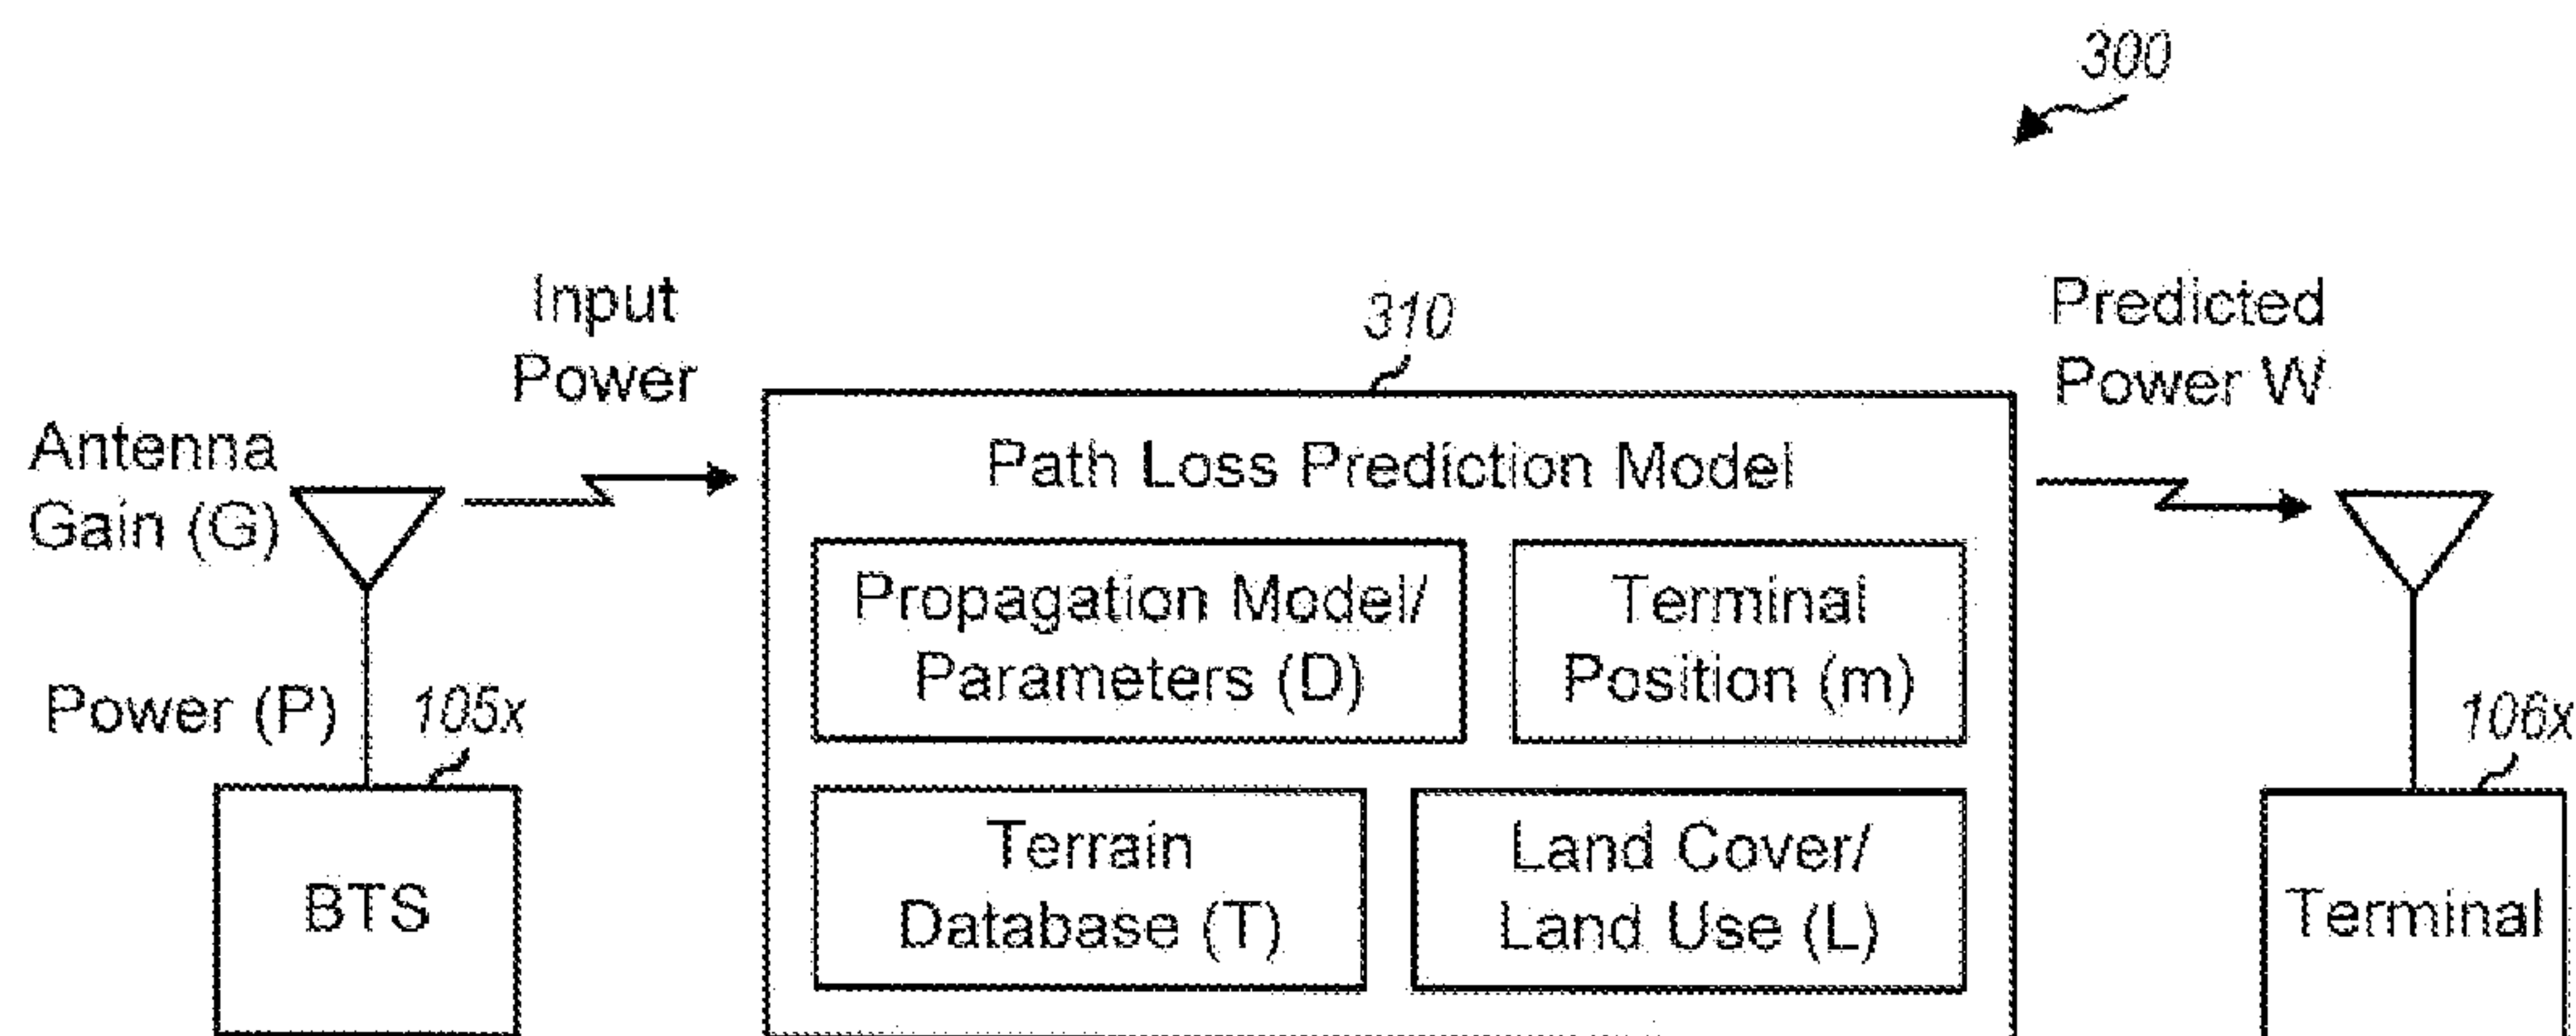 300
Input
Power
310
Predicted
Power W
Antenna
Gain (G)
Path Loss Prediction Model
Propagation Model/
Parameters (D)
Terminal
Position (m)
Power (P)
105x
106x
Terrain
Database (T)
Land Cover/
Land Use (L)
BTS
Terminal